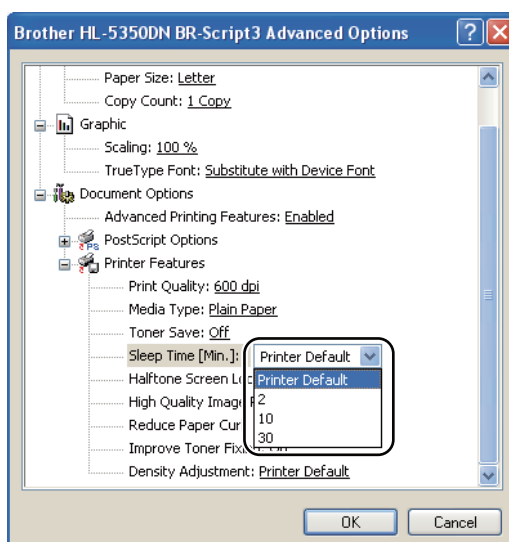 Brother HL-5350DN BR-Script3 Advanced Options
Paper Size: Letter
Copy Count: 1 Copy
Graphic
Scaling: 100 %
TrueType Font: Substitute with Device Font
Document Options
Advanced Printing Features: Enabled
PostScript Options
Printer Features
Print Quality: 600 dpi
Media Type: Plain Paper
Toner Save: Off
Sleep Time [Min.]: Printer Default
Halftone Screen Printer Default
High Quality Image 2
Reduce Paper 10
Improve Toner 30
Density Adjustment: Printer Default
OK Cancel